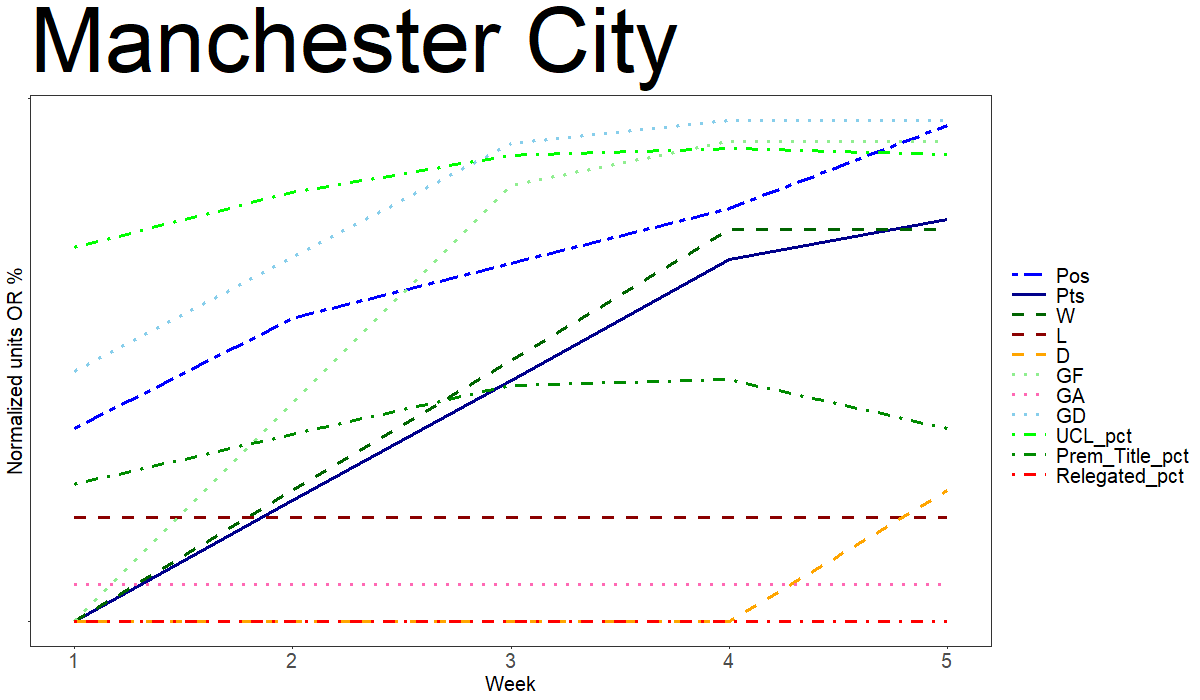 Manchester City
Normalized units OR %
1 2 3 4 5
Week
Pos
Pts
W
L
D
GF
GA
GD
UCL_pct
Prem_Title_pct
Relegated_pct